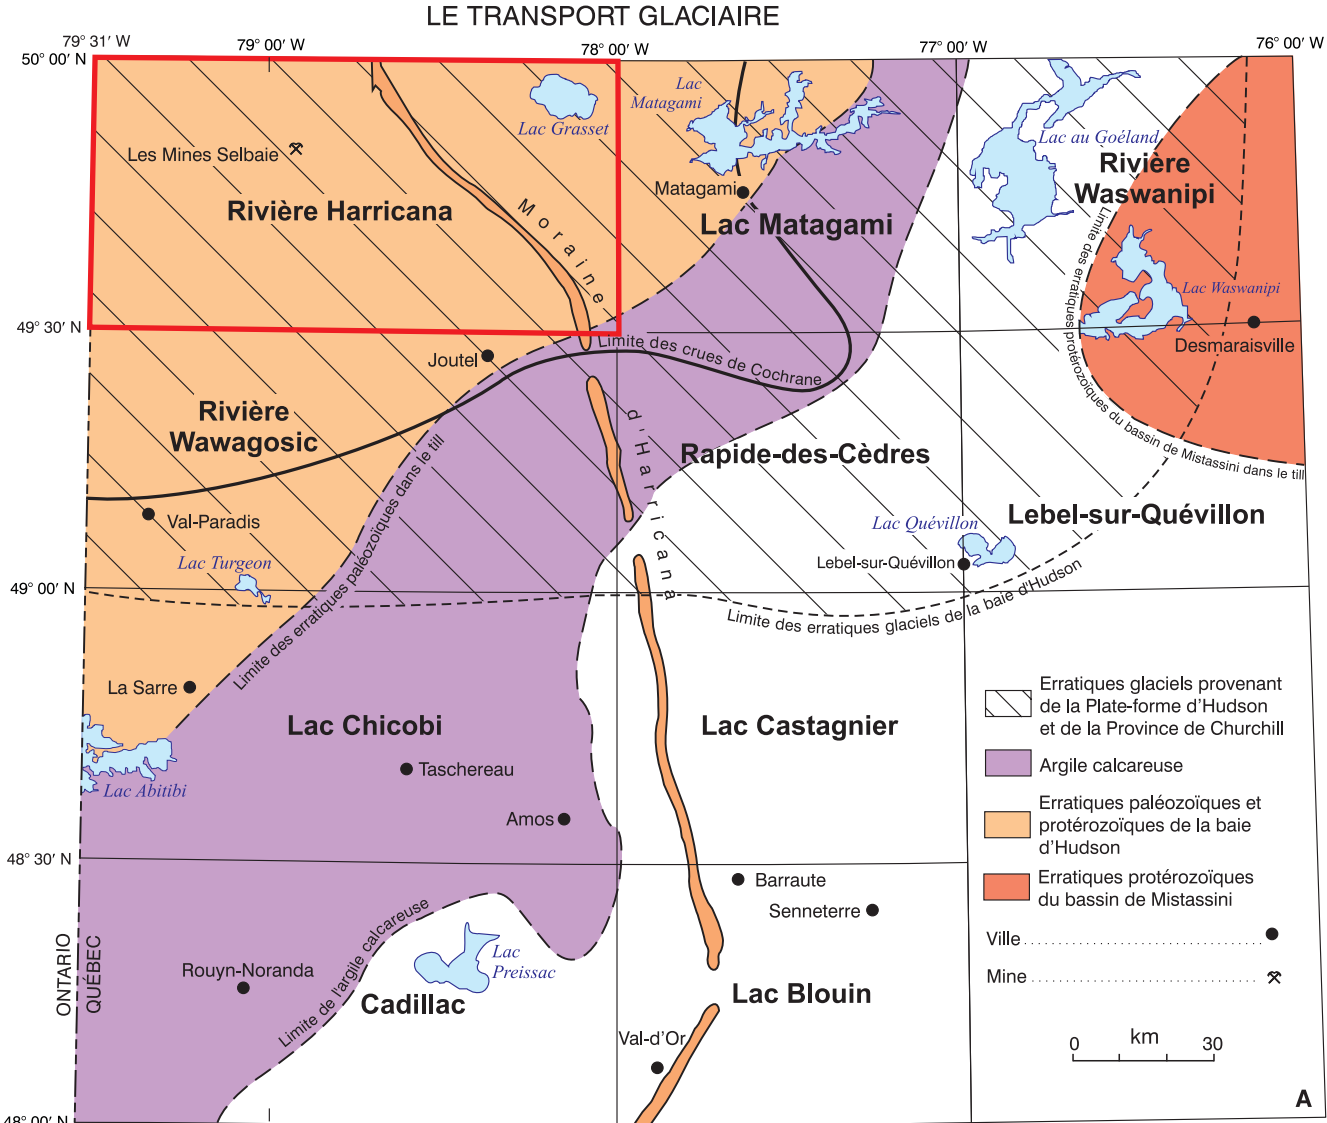 LE TRANSPORT GLACIAIRE
79° 31' W
79° 00' W
78° 00' W
77° 00' W
76° 00' W
50° 00' N
Lac
Matagami
Lac Grasset
Lac au Goéland
Les Mines Selbaie
Rivière
Waswanipi
Matagami
Rivière Harricana
Moraine
Lac Matagami
Limite des erratiques protérozoïques du bassin de Mistassini dans le till
Lac Waswanipi
49° 30' N
Desmaraisville
Limite des crues de Cochrane
Joutel
Rivière
Wawagosic
d'Harricana
Rapide-des-Cèdres
Limite des erratiques paléozoïques dans le till
Val-Paradis
Lac Quévillon
Lebel-sur-Quévillon
Lac Turgeon
Lebel-sur-Quévillon
49° 00' N
Limite des erratiques glaciels de la baie d'Hudson
La Sarre
Lac Chicobi
Lac Castagnier
Taschereau
Lac Abitibi
Amos
48° 30' N
Barraute
Senneterre
Limite de l'argile calcareuse
ONTARIO
QUÉBEC
Lac
Preissac
Rouyn-Noranda
Cadillac
Lac Blouin
Val-d'Or
48° 00' N
Erratiques glaciels provenant
de la Plate-forme d'Hudson
et de la Province de Churchill
Argile calcareuse
Erratiques paléozoïques et
protérozoïques de la baie
d'Hudson
Erratiques protérozoïques
du bassin de Mistassini
Ville
Mine
km
0 30
A